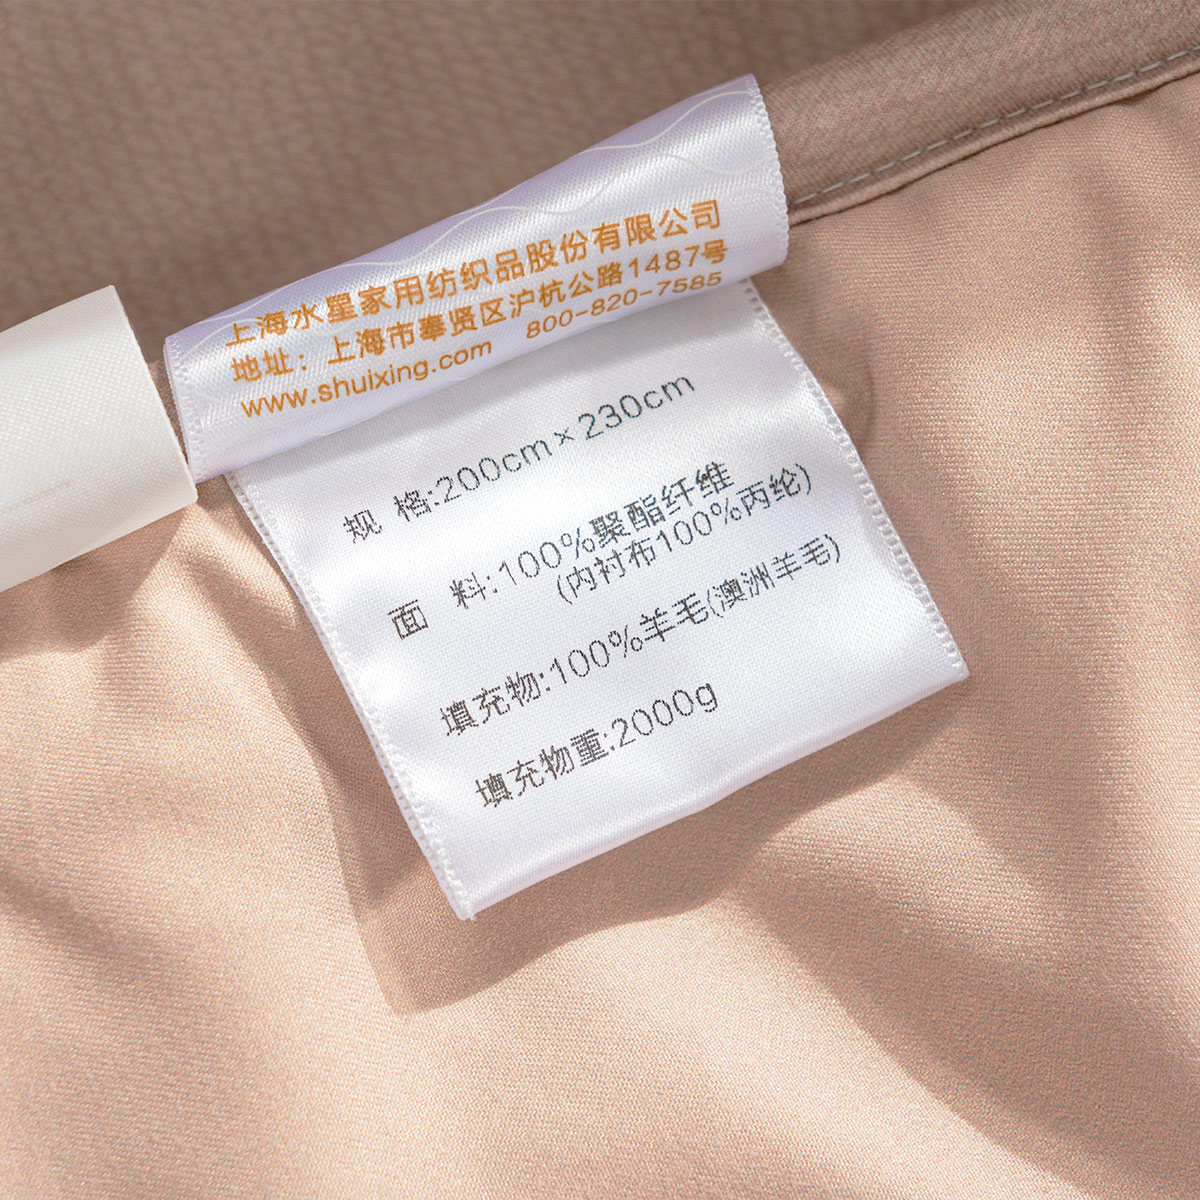 上海水星家用纺织品股份有限公司
地址：上海市奉贤区沪杭公路1487号
www.shuixing.com 800-820-7585
规 格:200cm×230cm
面 料:100%聚酯纤维
(内衬布100%丙纶)
填充物:100%羊毛(澳洲羊毛)
填充物重:2000g